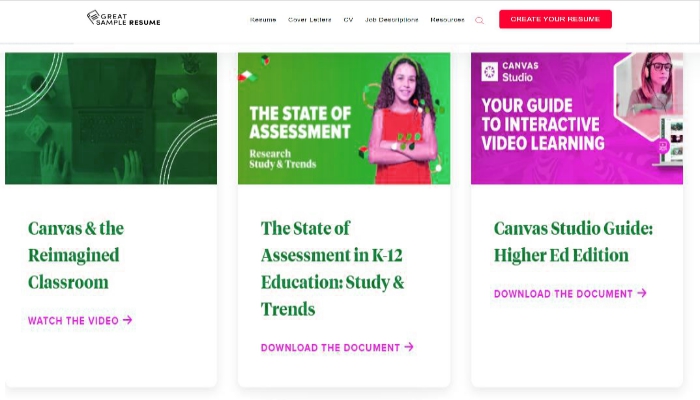 GREAT
SAMPLE RESUME
Resume Cover Letters CV Job Descriptions Resources
CREATE YOUR RESUME
THE STATE OF
ASSESSMENT
Research
Study & Trends
CANVAS
Studio
YOUR GUIDE
TO INTERACTIVE
VIDEO LEARNING
Canvas & the
Reimagined
Classroom
WATCH THE VIDEO →
The State of
Assessment in K-12
Education: Study &
Trends
DOWNLOAD THE DOCUMENT →
Canvas Studio Guide:
Higher Ed Edition
DOWNLOAD THE DOCUMENT →